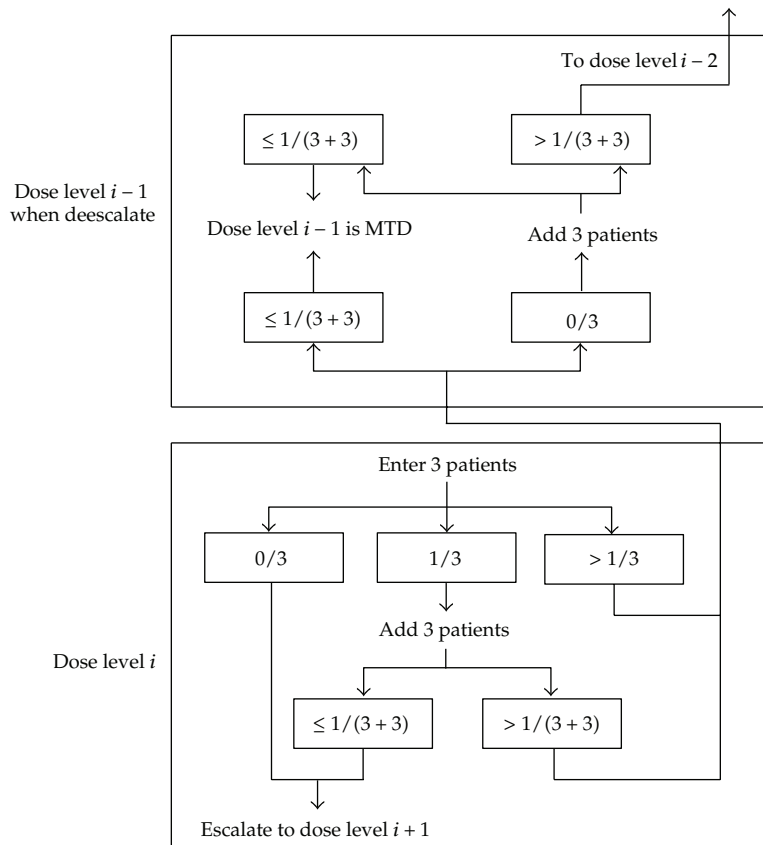 To dose level i − 2
≤ 1/(3 + 3)
> 1/(3 + 3)
Dose level i − 1
when deescalate
Dose level i − 1 is MTD
Add 3 patients
≤ 1/(3 + 3)
0/3
Enter 3 patients
0/3
1/3
> 1/3
Add 3 patients
Dose level i
≤ 1/(3 + 3)
> 1/(3 + 3)
Escalate to dose level i + 1